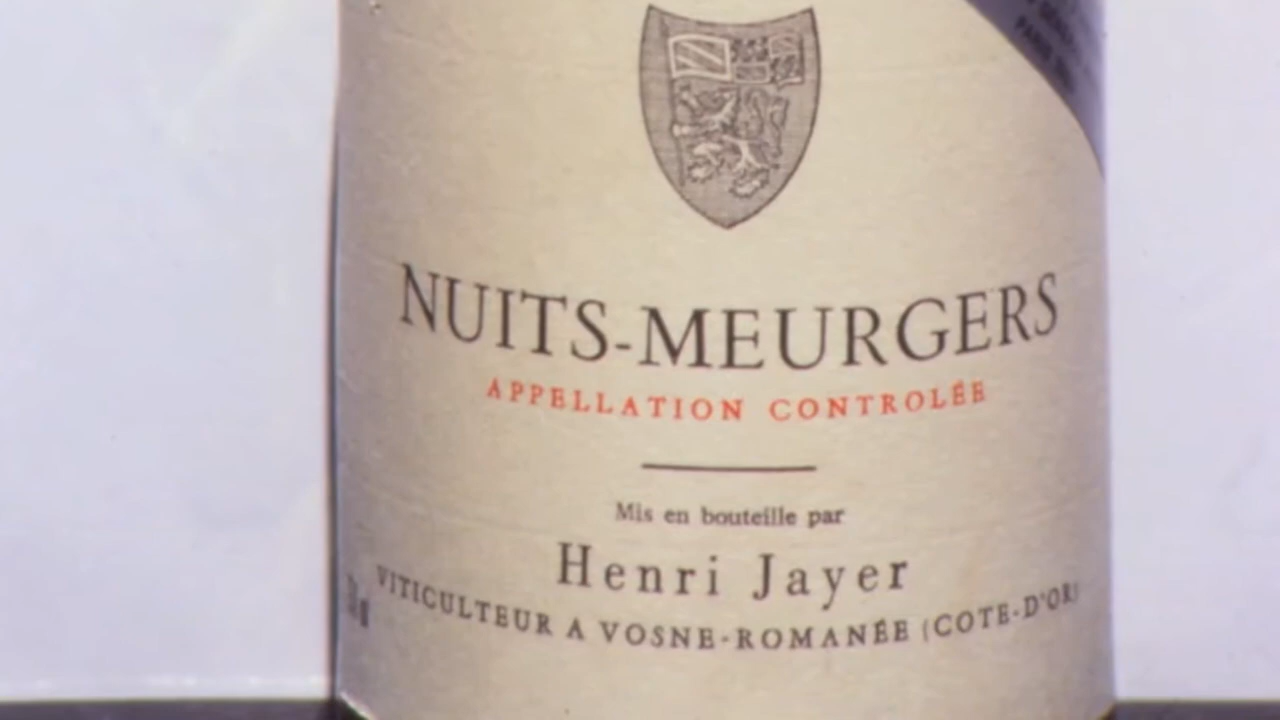 NUITS-MEURGERS
APPELLATION CONTROLÉE
Mis en bouteille par
Henri Jayer
VITICULTEUR A VOSNE-ROMANÉE (COTE-D'OR)